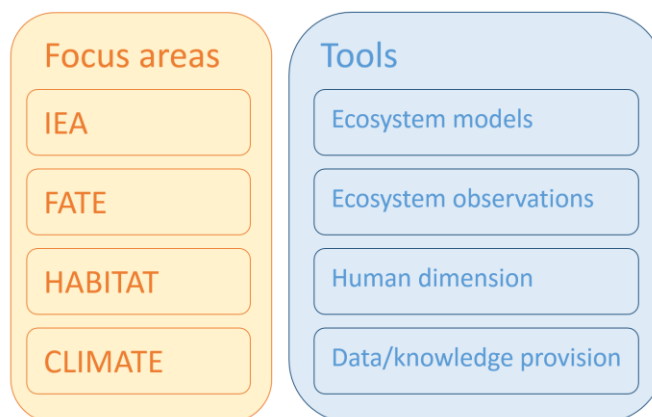 Focus areas
IEA
FATE
HABITAT
CLIMATE
Tools
Ecosystem models
Ecosystem observations
Human dimension
Data/knowledge provision